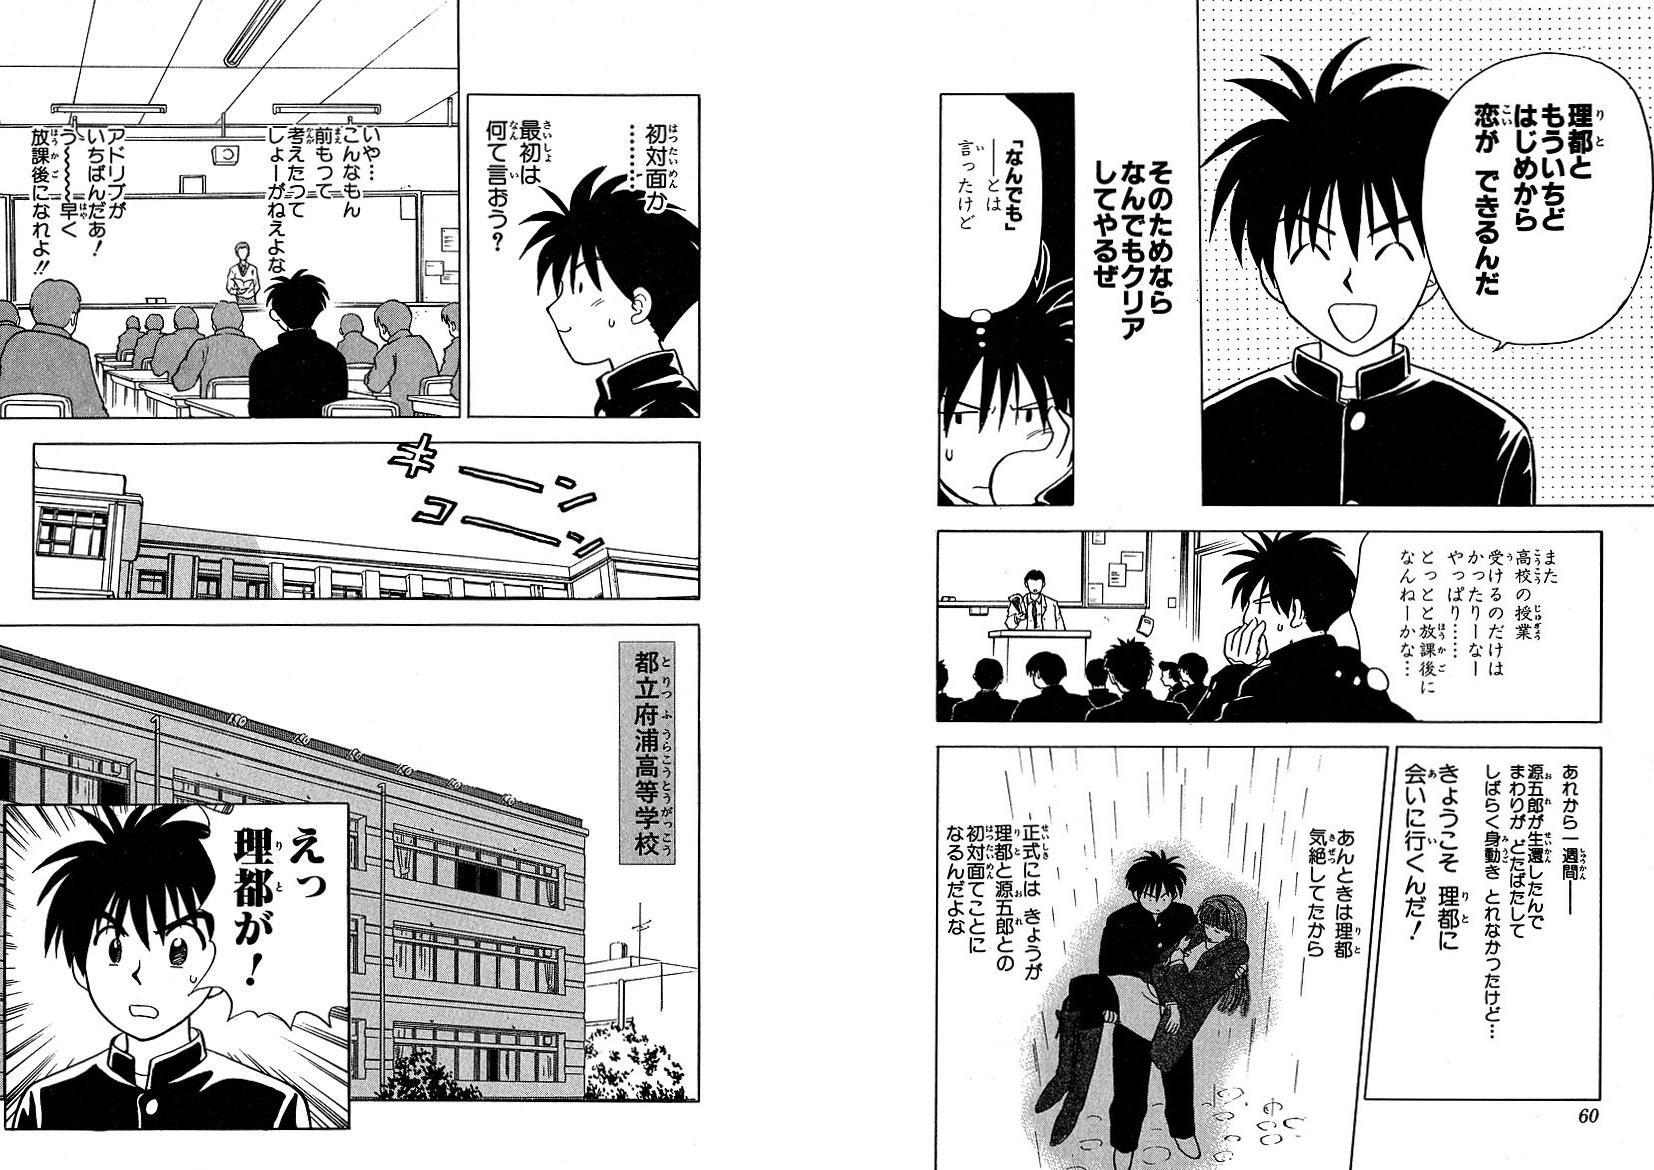 理都と
もういちど
はじめから
恋が できるんだ
そのためなら
なんでもクリア
してやるぜ
「なんでも」
――とは
言ったけど
また
高校の授業
受けるのだけは
かったりーなー
やっぱり……
とっとと放課後に
なんねーかな…
あれから一週間――
源五郎が生還したんで
まわりが どたばたして
しばらく身動き とれなかったけど…
きょうこそ 理都に
会いに行くんだ!
あんときは理都
気絶してたから
正式には きょうが
理都と源五郎との
初対面てことに
なるんだよな
60
初対面か
…………
最初は
何て言おう?
いや…
こんなもん
前もって
考えたたって
しょーがねえよな
アドリブが
いちばんだあ!
う~~~~早く
放課後になれよ!!
キーン
コーン
都立府浦高等学校
えっ
理都が!